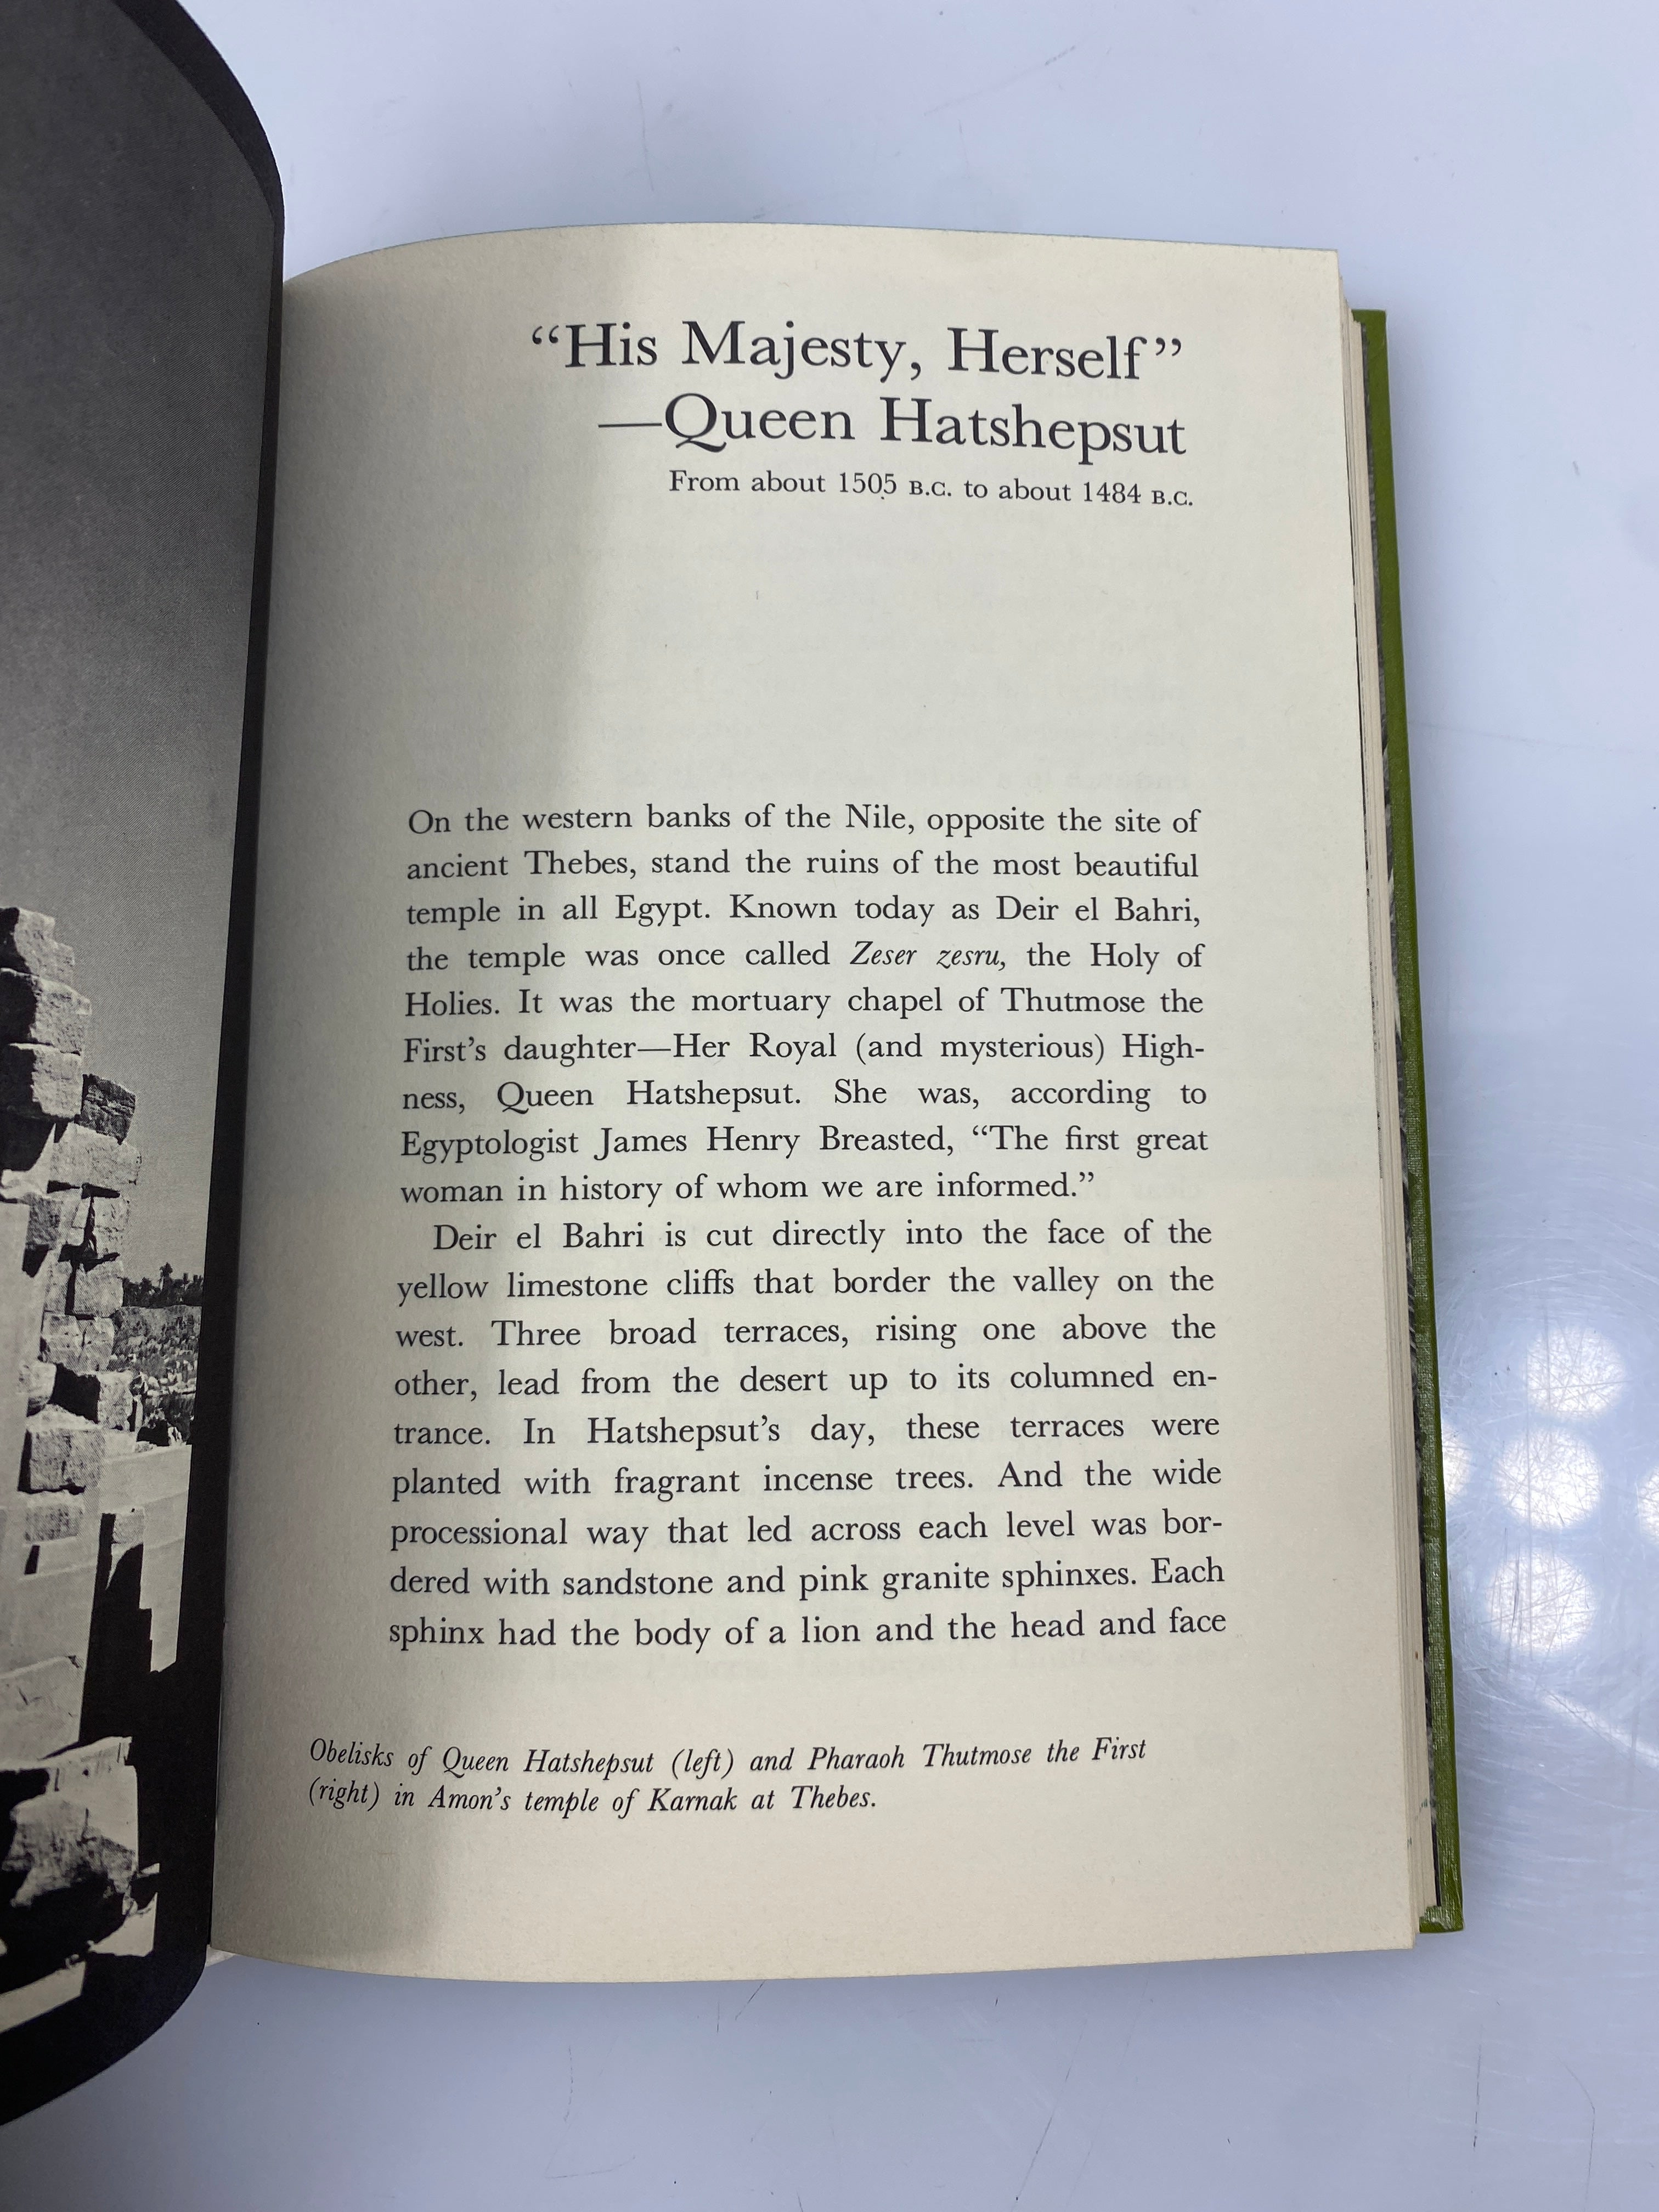 “His Majesty, Herself”
—Queen Hatshepsut
From about 1505 B.C. to about 1484 B.C.
On the western banks of the Nile, opposite the site of
ancient Thebes, stand the ruins of the most beautiful
temple in all Egypt. Known today as Deir el Bahri,
the temple was once called Zeser zesru, the Holy of
Holies. It was the mortuary chapel of Thutmose the
First’s daughter—Her Royal (and mysterious) High-
ness, Queen Hatshepsut. She was, according to
Egyptologist James Henry Breasted, “The first great
woman in history of whom we are informed.”
Deir el Bahri is cut directly into the face of the
yellow limestone cliffs that border the valley on the
west. Three broad terraces, rising one above the
other, lead from the desert up to its columned en-
trance. In Hatshepsut’s day, these terraces were
planted with fragrant incense trees. And the wide
processional way that led across each level was bor-
dered with sandstone and pink granite sphinxes. Each
sphinx had the body of a lion and the head and face
Obelisks of Queen Hatshepsut (left) and Pharaoh Thutmose the First
(right) in Amon’s temple of Karnak at Thebes.